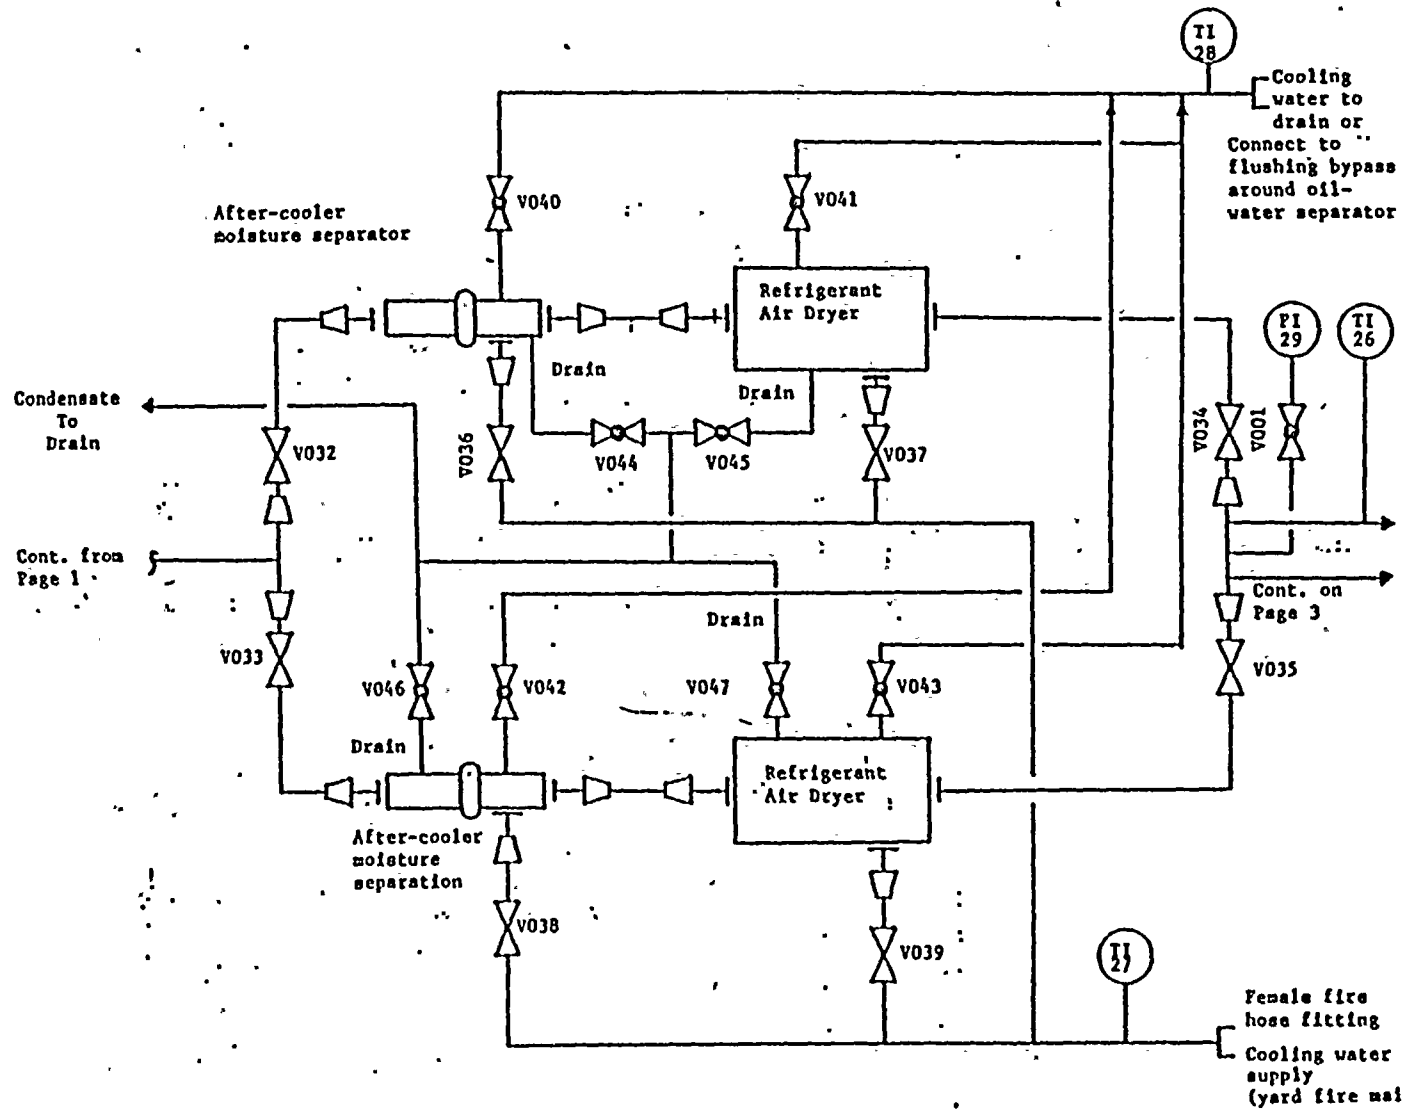 TI
28
Cooling
water to
drain or
Connect to
flushing bypass
around oil-
water separator
V040
V041
After-cooler
moisture separator
Refrigerant
Air Dryer
PI
29
TI
26
Drain
Drain
Condensate
To
Drain
V032
V036
V044
V045
V037
V034
V001
Cont. from
Page 1
Cont. on
Page 3
Drain
V033
V046
V042
V047
V043
V035
Drain
Refrigerant
Air Dryer
After-cooler
moisture
separation
V038
V039
TI
27
Female fire
hose fitting
Cooling water
supply
(yard fire mai